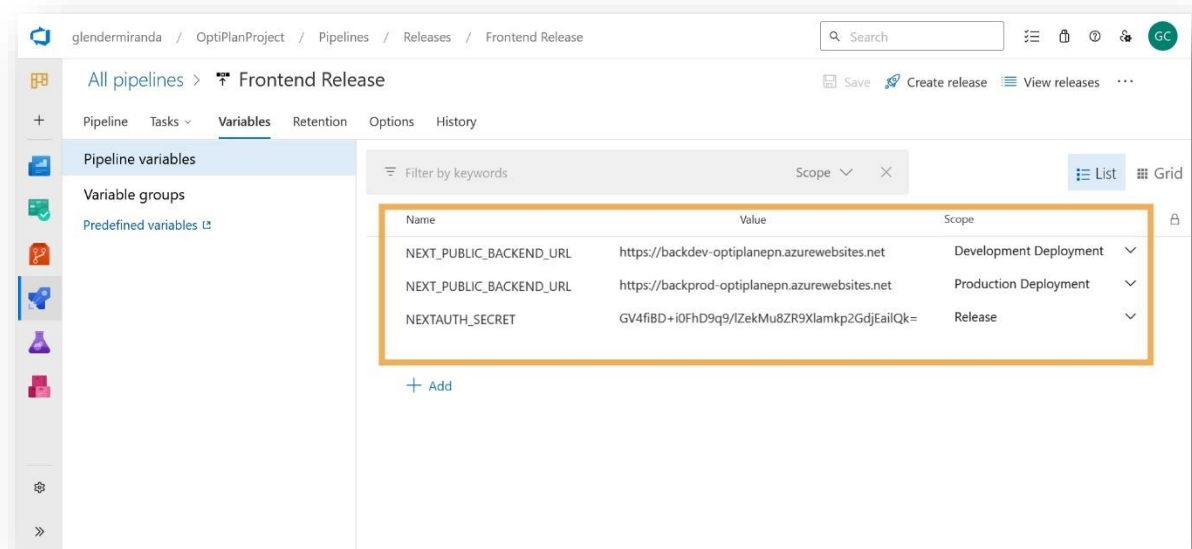 glendermiranda / OptiPlanProject / Pipelines / Releases / Frontend Release
Search
GC
All pipelines > Frontend Release
Save Create release View releases ...
Pipeline Tasks Variables Retention Options History
Pipeline variables
Variable groups
Predefined variables
Filter by keywords Scope
List Grid
Name Value Scope
NEXT_PUBLIC_BACKEND_URL https://backdev-optiplanepn.azurewebsites.net Development Deployment
NEXT_PUBLIC_BACKEND_URL https://backprod-optiplanepn.azurewebsites.net Production Deployment
NEXTAUTH_SECRET GV4fiBD+i0FhD9q9/lZekMu8ZR9Xlamkp2GdjEailQk= Release
+ Add